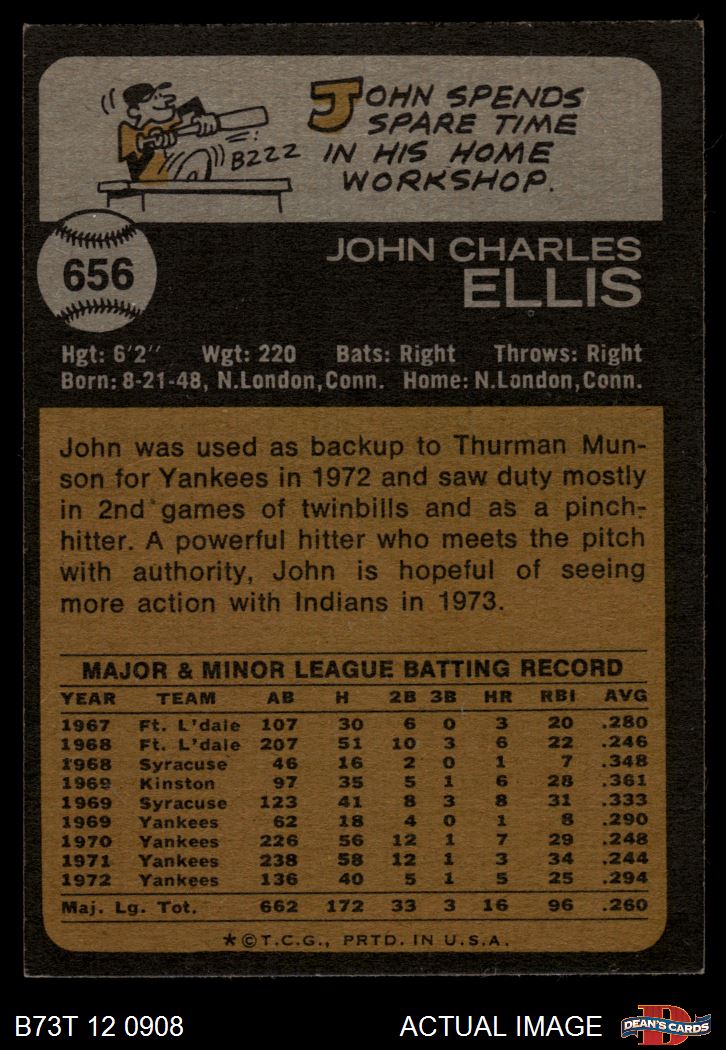 JOHN SPENDS
SPARE TIME
IN HIS HOME
WORKSHOP.
BZZZ
656
JOHN CHARLES
ELLIS
Hgt: 6'2" Wgt: 220 Bats: Right Throws: Right
Born: 8-21-48, N.London,Conn. Home: N.London,Conn.
John was used as backup to Thurman Mun-
son for Yankees in 1972 and saw duty mostly
in 2nd games of twinbills and as a pinch-
hitter. A powerful hitter who meets the pitch
with authority, John is hopeful of seeing
more action with Indians in 1973.
MAJOR & MINOR LEAGUE BATTING RECORD
YEAR TEAM AB H 2B 3B HR RBI AVG
1967 Ft. L'dale 107 30 6 0 3 20 .280
1968 Ft. L'dale 207 51 10 3 6 22 .246
1968 Syracuse 46 16 2 0 1 7 .348
1969 Kinston 97 35 5 1 6 28 .361
1969 Syracuse 123 41 8 3 8 31 .333
1969 Yankees 62 18 4 0 1 8 .290
1970 Yankees 226 56 12 1 7 29 .248
1971 Yankees 238 58 12 1 3 34 .244
1972 Yankees 136 40 5 1 5 25 .294
Maj. Lg. Tot. 662 172 33 3 16 96 .260
★©T.C.G., PRTD. IN U.S.A.
B73T 12 0908 ACTUAL IMAGE
D
DEAN'S CARDS